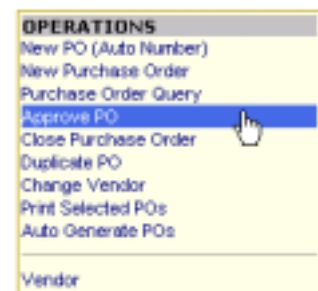 OPERATIONS
New PO (Auto Number)
New Purchase Order
Purchase Order Query
Approve PO
Close Purchase Order
Duplicate PO
Change Vendor
Print Selected POs
Auto Generate POs
Vendor